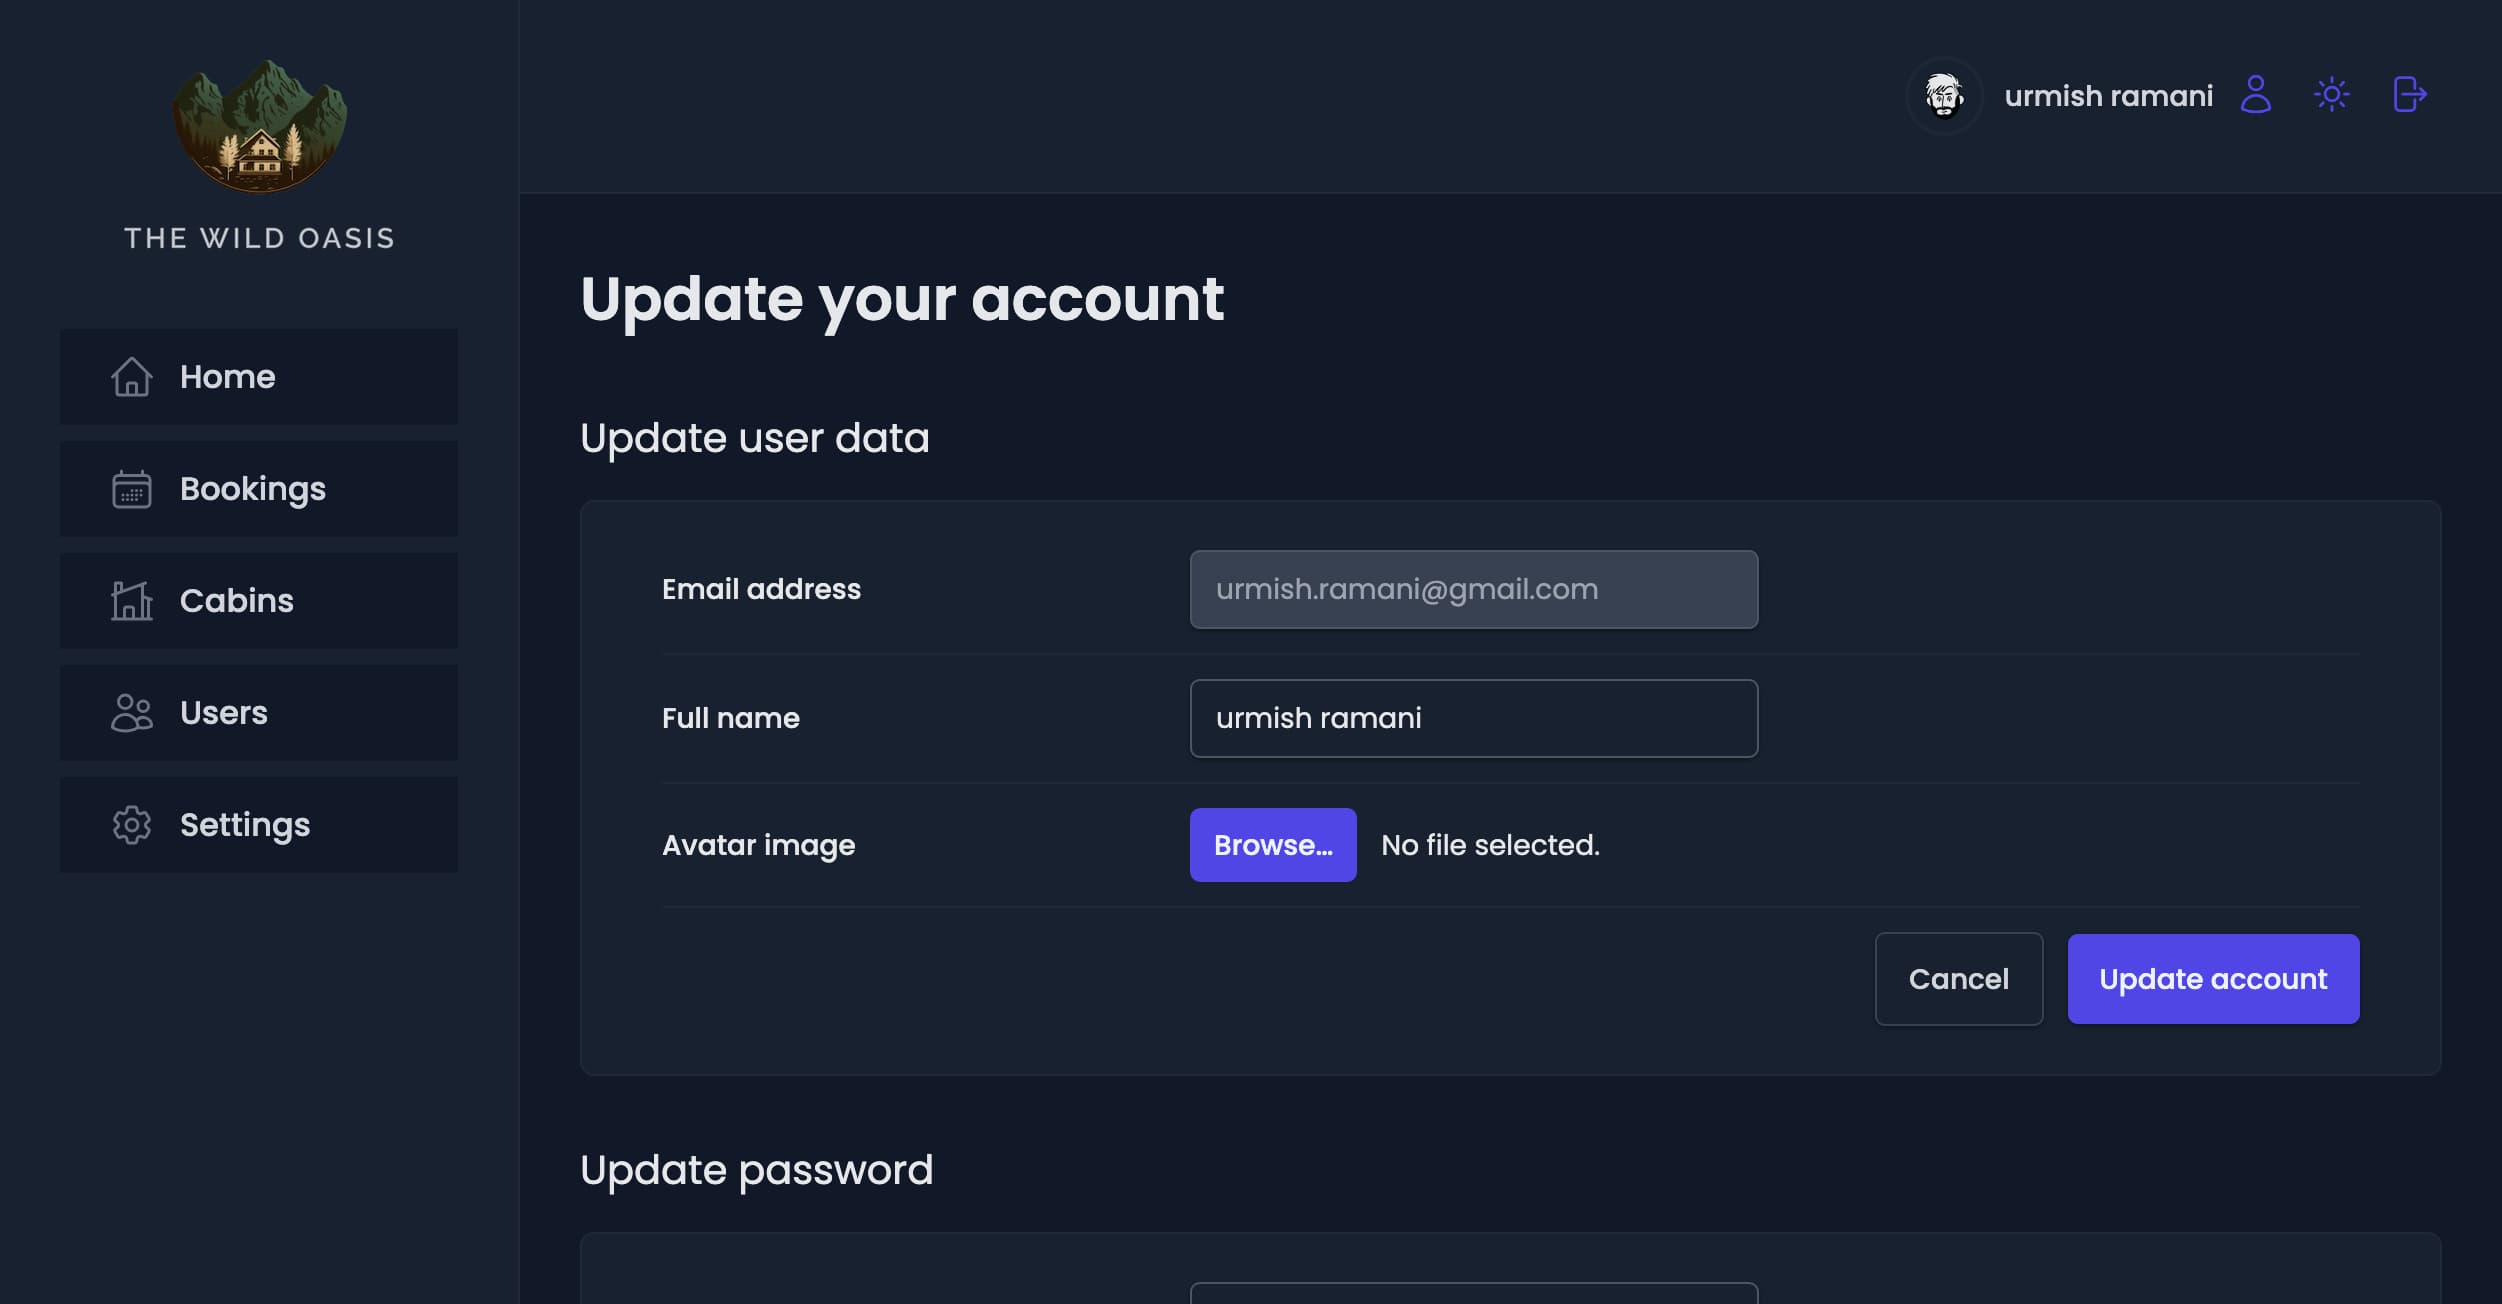 THE WILD OASIS
Home
Bookings
Cabins
Users
Settings
urmish ramani
Update your account
Update user data
Email address
urmish.ramani@gmail.com
Full name
urmish ramani
Avatar image
Browse...
No file selected.
Cancel
Update account
Update password